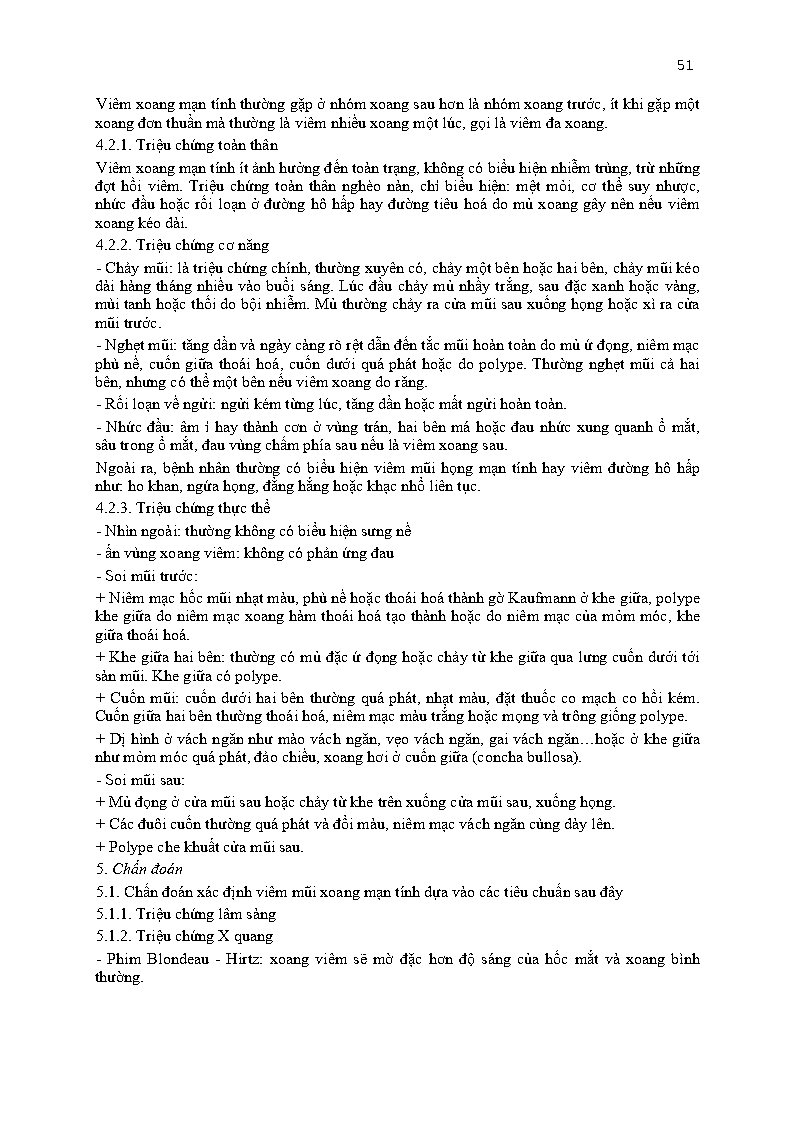 51
Viêm xoang mạn tính thường gặp ở nhóm xoang sau hơn là nhóm xoang trước, ít khi gặp một
xoang đơn thuần mà thường là viêm nhiều xoang một lúc, gọi là viêm đa xoang.
4.2.1. Triệu chứng toàn thân
Viêm xoang mạn tính ít ảnh hưởng đến toàn trạng, không có biểu hiện nhiễm trùng, trừ những
đợt hồi viêm. Triệu chứng toàn thân nghèo nàn, chỉ biểu hiện: mệt mỏi, cơ thể suy nhược,
nhức đầu hoặc rối loạn ở đường hô hấp hay đường tiêu hoá do mủ xoang gây nên nếu viêm
xoang kéo dài.
4.2.2. Triệu chứng cơ năng
- Chảy mũi: là triệu chứng chính, thường xuyên có, chảy một bên hoặc hai bên, chảy mũi kéo
dài hàng tháng nhiều vào buổi sáng. Lúc đầu chảy mủ nhầy trắng, sau đặc xanh hoặc vàng,
mùi tanh hoặc thối do bội nhiễm. Mủ thường chảy ra cửa mũi sau xuống họng hoặc xì ra cửa
mũi trước.
- Nghẹt mũi: tăng dần và ngày càng rõ rệt dẫn đến tắc mũi hoàn toàn do mủ ứ đọng, niêm mạc
phù nề, cuốn giữa thoái hoá, cuốn dưới quá phát hoặc do polype. Thường nghẹt mũi cả hai
bên, nhưng có thể một bên nếu viêm xoang do răng.
- Rối loạn về ngửi: ngửi kém từng lúc, tăng dần hoặc mất ngửi hoàn toàn.
- Nhức đầu: âm ỉ hay thành cơn ở vùng trán, hai bên má hoặc đau nhức xung quanh ổ mắt,
sâu trong ổ mắt, đau vùng chẩm phía sau nếu là viêm xoang sau.
Ngoài ra, bệnh nhân thường có biểu hiện viêm mũi họng mạn tính hay viêm đường hô hấp
như: ho khan, ngứa họng, đằng hắng hoặc khạc nhổ liên tục.
4.2.3. Triệu chứng thực thể
- Nhìn ngoài: thường không có biểu hiện sưng nề
- ấn vùng xoang viêm: không có phản ứng đau
- Soi mũi trước:
+ Niêm mạc hốc mũi nhạt màu, phù nề hoặc thoái hoá thành gờ Kaufmann ở khe giữa, polype
khe giữa do niêm mạc xoang hàm thoái hoá tạo thành hoặc do niêm mạc của mỏm móc, khe
giữa thoái hoá.
+ Khe giữa hai bên: thường có mủ đặc ứ đọng hoặc chảy từ khe giữa qua lưng cuốn dưới tới
sàn mũi. Khe giữa có polype.
+ Cuốn mũi: cuốn dưới hai bên thường quá phát, nhạt màu, đặt thuốc co mạch co hồi kém.
Cuốn giữa hai bên thường thoái hoá, niêm mạc màu trắng hoặc mọng và trông giống polype.
+ Dị hình ở vách ngăn như mào vách ngăn, vẹo vách ngăn, gai vách ngăn…hoặc ở khe giữa
như mỏm móc quá phát, đảo chiều, xoang hơi ở cuốn giữa (concha bullosa).
- Soi mũi sau:
+ Mủ đọng ở cửa mũi sau hoặc chảy từ khe trên xuống cửa mũi sau, xuống họng.
+ Các đuôi cuốn thường quá phát và đổi màu, niêm mạc vách ngăn cùng dày lên.
+ Polype che khuất cửa mũi sau.
5. Chẩn đoán
5.1. Chẩn đoán xác định viêm mũi xoang mạn tính dựa vào các tiêu chuẩn sau đây
5.1.1. Triệu chứng lâm sàng
5.1.2. Triệu chứng X quang
- Phim Blondeau - Hirtz: xoang viêm sẽ mờ đặc hơn độ sáng của hốc mắt và xoang bình
thường.